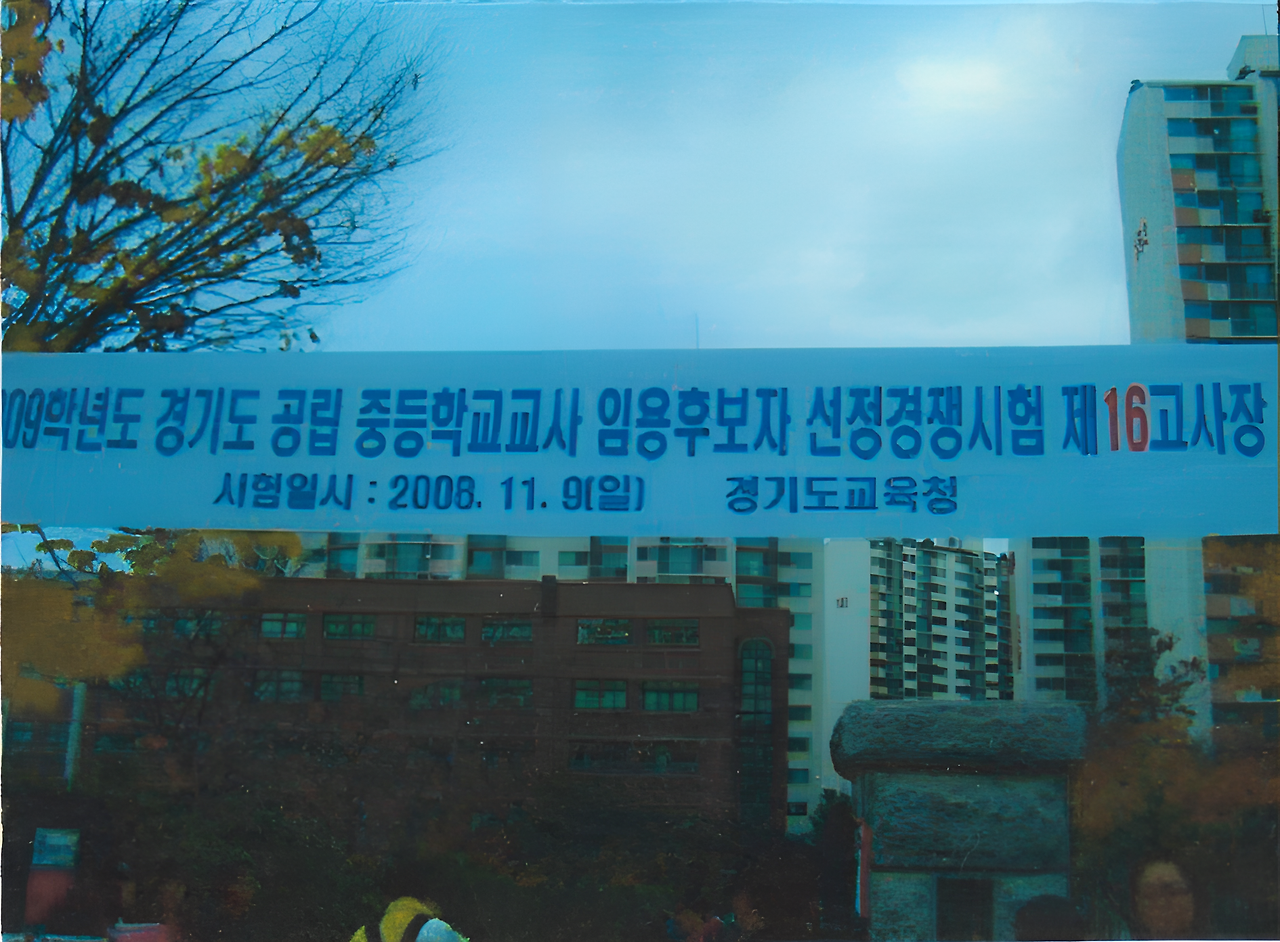 009학년도 경기도 공립 중등학교교사 임용후보자 선정경쟁시험 제16고사장
시험일시 : 2008. 11. 9(일) 경기도교육청